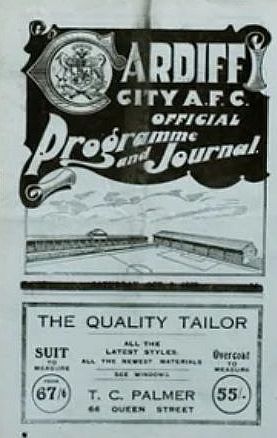 CARDIFF
CITY A.F.C.
OFFICIAL
Programme
and Journal.
THE QUALITY TAILOR
SUIT
TO
MEASURE
FROM
67/6
ALL THE
LATEST STYLES.
ALL THE NEWEST MATERIALS
SEE WINDOWS.
Overcoat
TO
MEASURE
55/-
T. C. PALMER
66 QUEEN STREET